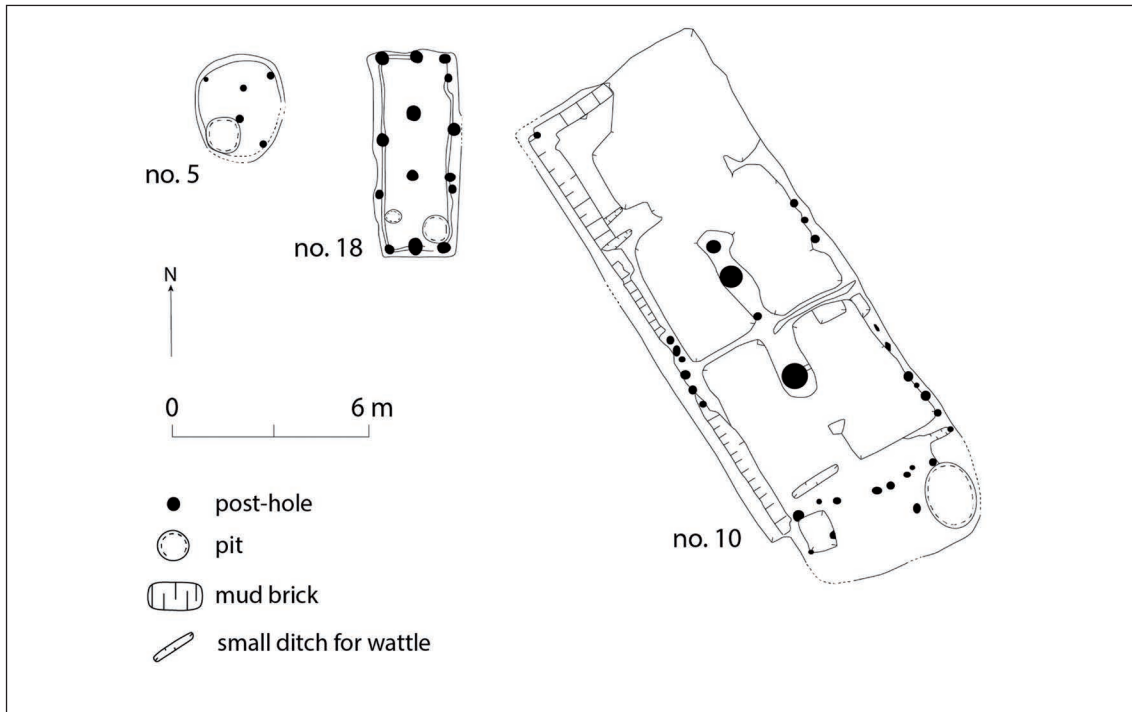 no. 5
no. 18
N
0 6 m
no. 10
post-hole
pit
mud brick
small ditch for wattle